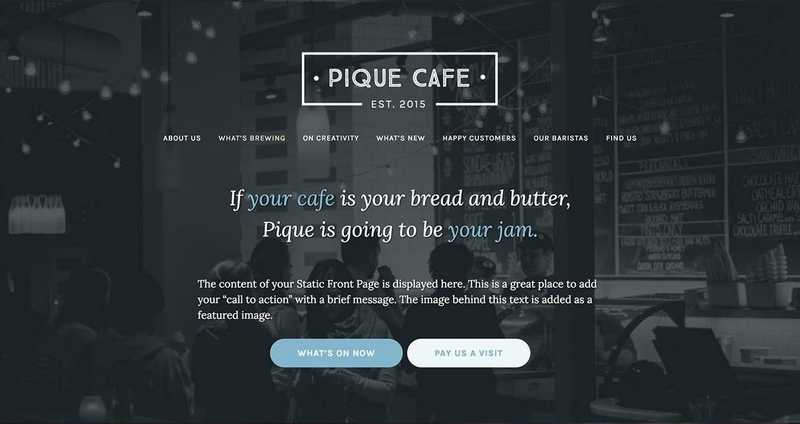 PIQUE CAFE
EST. 2015
ABOUT US WHAT'S BREWING ON CREATIVITY WHAT'S NEW HAPPY CUSTOMERS OUR BARISTAS FIND US
If your cafe is your bread and butter,
Pique is going to be your jam.
The content of your Static Front Page is displayed here. This is a great place to add
your “call to action” with a brief message. The image behind this text is added as a
featured image.
WHAT'S ON NOW PAY US A VISIT